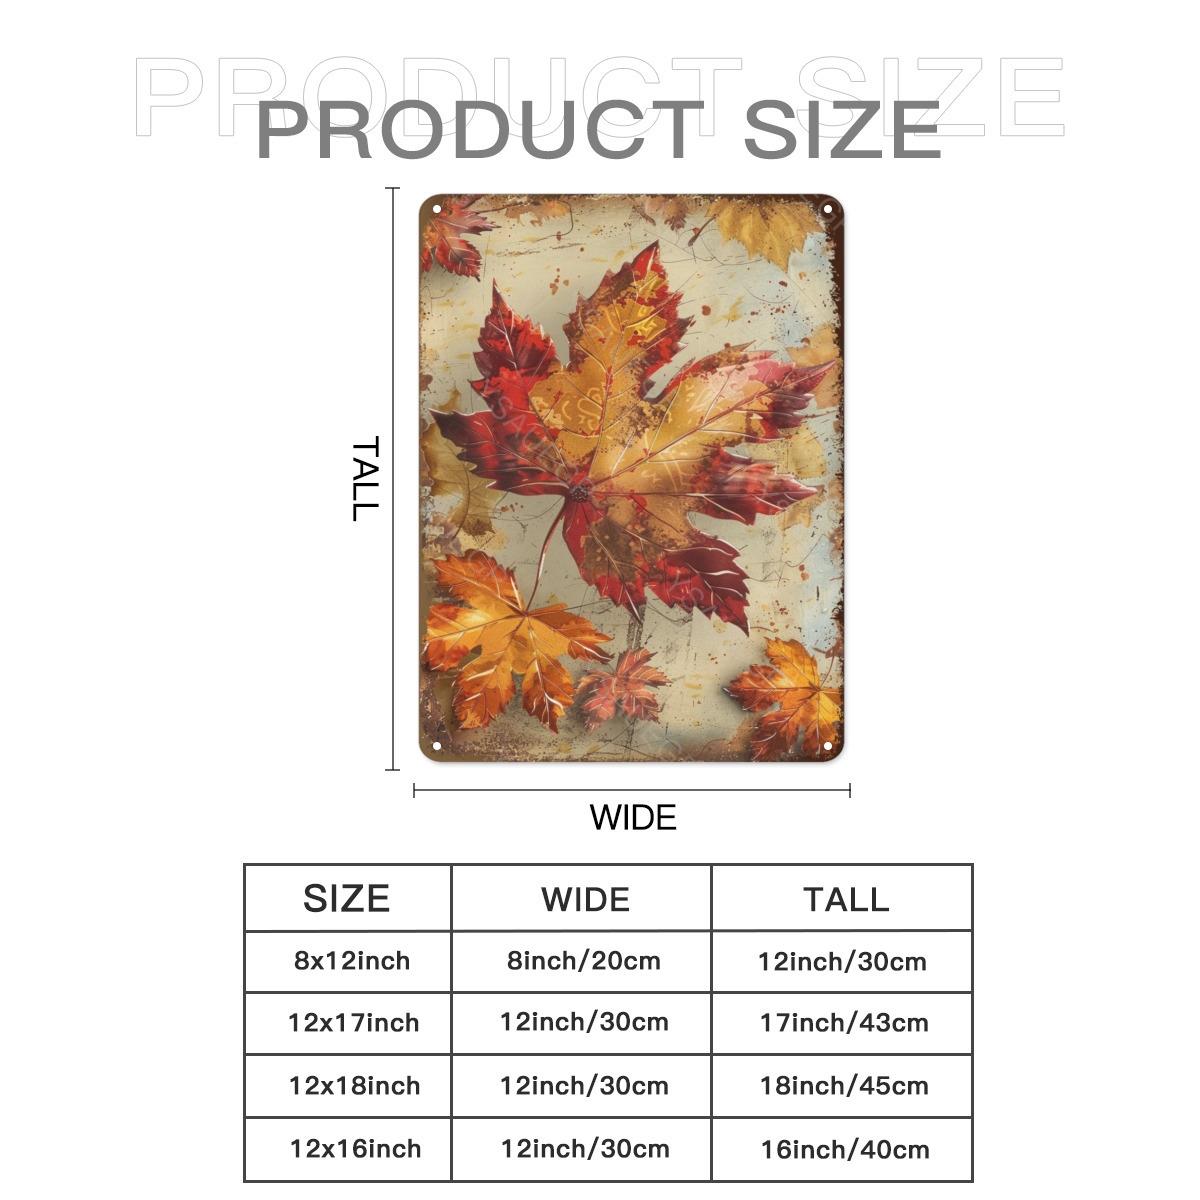 PRODUCT SIZE
PRODUCT SIZE
TALL
WIDE
SIZE WIDE TALL
8x12inch 8inch/20cm 12inch/30cm
12x17inch 12inch/30cm 17inch/43cm
12x18inch 12inch/30cm 18inch/45cm
12x16inch 12inch/30cm 16inch/40cm